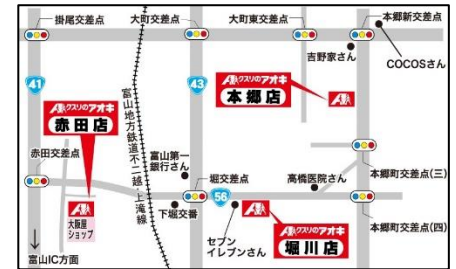 掛尾交差点
大町交差点
大町東交差点
本郷新交差点
吉野家さん
COCOSさん
41
43
クスリのアオキ
本郷店
クスリのアオキ
赤田店
富山地方鉄道不二越・上滝線
赤田交差点
富山第一
銀行さん
堀交差点
高橋医院さん
本郷町交差点(三)
56
大阪屋
ショップ
下堀交番
セブン
イレブンさん
クスリのアオキ
堀川店
本郷町交差点(四)
富山IC方面